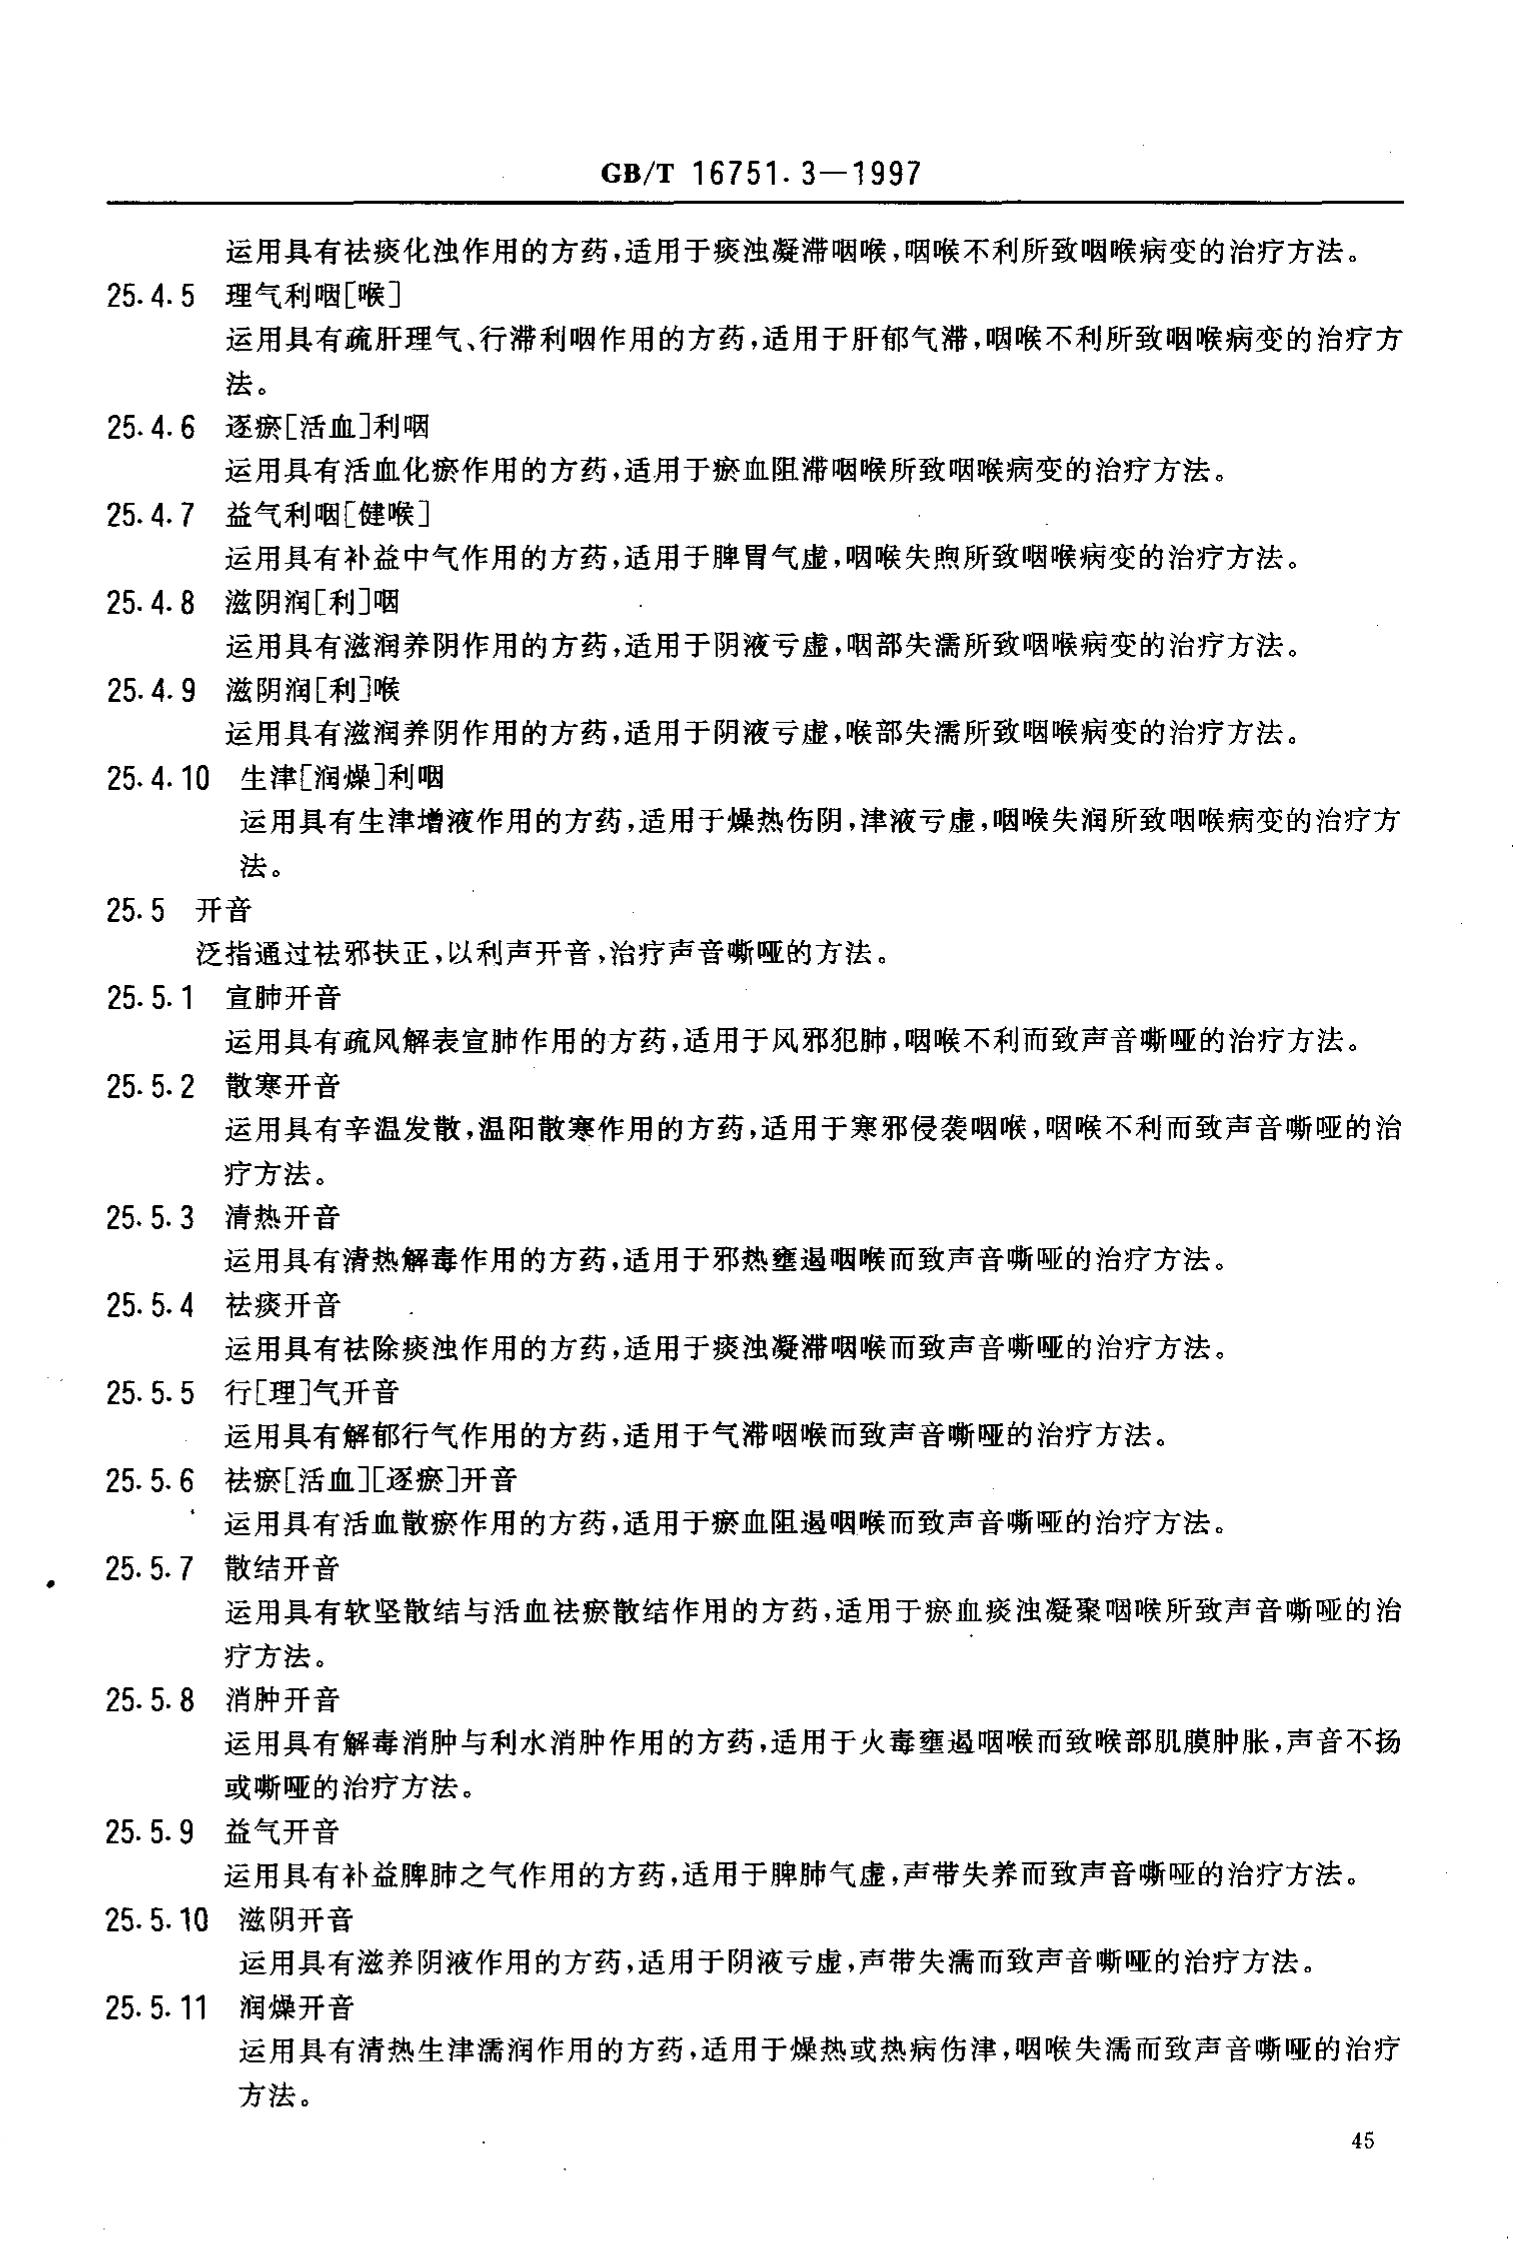 GB/T 16751.3—1997
运用具有祛痰化浊作用的方药,适用于痰浊凝滞咽喉,咽喉不利所致咽喉病变的治疗方法。
25.4.5 理气利咽[喉]
运用具有疏肝理气、行滞利咽作用的方药,适用于肝郁气滞,咽喉不利所致咽喉病变的治疗方
法。
25.4.6 逐瘀[活血]利咽
运用具有活血化瘀作用的方药,适用于瘀血阻滞咽喉所致咽喉病变的治疗方法。
25.4.7 益气利咽[健喉]
运用具有补益中气作用的方药,适用于脾胃气虚,咽喉失煦所致咽喉病变的治疗方法。
25.4.8 滋阴润[利]咽
运用具有滋润养阴作用的方药,适用于阴液亏虚,咽部失濡所致咽喉病变的治疗方法。
25.4.9 滋阴润[利]喉
运用具有滋润养阴作用的方药,适用于阴液亏虚,喉部失濡所致咽喉病变的治疗方法。
25.4.10 生津[润燥]利咽
运用具有生津增液作用的方药,适用于燥热伤阴,津液亏虚,咽喉失润所致咽喉病变的治疗方
法。
25.5 开音
泛指通过祛邪扶正,以利声开音,治疗声音嘶哑的方法。
25.5.1 宣肺开音
运用具有疏风解表宣肺作用的方药,适用于风邪犯肺,咽喉不利而致声音嘶哑的治疗方法。
25.5.2 散寒开音
运用具有辛温发散,温阳散寒作用的方药,适用于寒邪侵袭咽喉,咽喉不利而致声音嘶哑的治
疗方法。
25.5.3 清热开音
运用具有清热解毒作用的方药,适用于邪热壅遏咽喉而致声音嘶哑的治疗方法。
25.5.4 祛痰开音
运用具有祛除痰浊作用的方药,适用于痰浊凝滞咽喉而致声音嘶哑的治疗方法。
25.5.5 行[理]气开音
运用具有解郁行气作用的方药,适用于气滞咽喉而致声音嘶哑的治疗方法。
25.5.6 祛瘀[活血][逐瘀]开音
运用具有活血散瘀作用的方药,适用于瘀血阻遏咽喉而致声音嘶哑的治疗方法。
25.5.7 散结开音
运用具有软坚散结与活血祛瘀散结作用的方药,适用于瘀血痰浊凝聚咽喉所致声音嘶哑的治
疗方法。
25.5.8 消肿开音
运用具有解毒消肿与利水消肿作用的方药,适用于火毒壅遏咽喉而致喉部肌膜肿胀,声音不扬
或嘶哑的治疗方法。
25.5.9 益气开音
运用具有补益脾肺之气作用的方药,适用于脾肺气虚,声带失养而致声音嘶哑的治疗方法。
25.5.10 滋阴开音
运用具有滋养阴液作用的方药,适用于阴液亏虚,声带失濡而致声音嘶哑的治疗方法。
25.5.11 润燥开音
运用具有清热生津濡润作用的方药,适用于燥热或热病伤津,咽喉失濡而致声音嘶哑的治疗
方法。
45